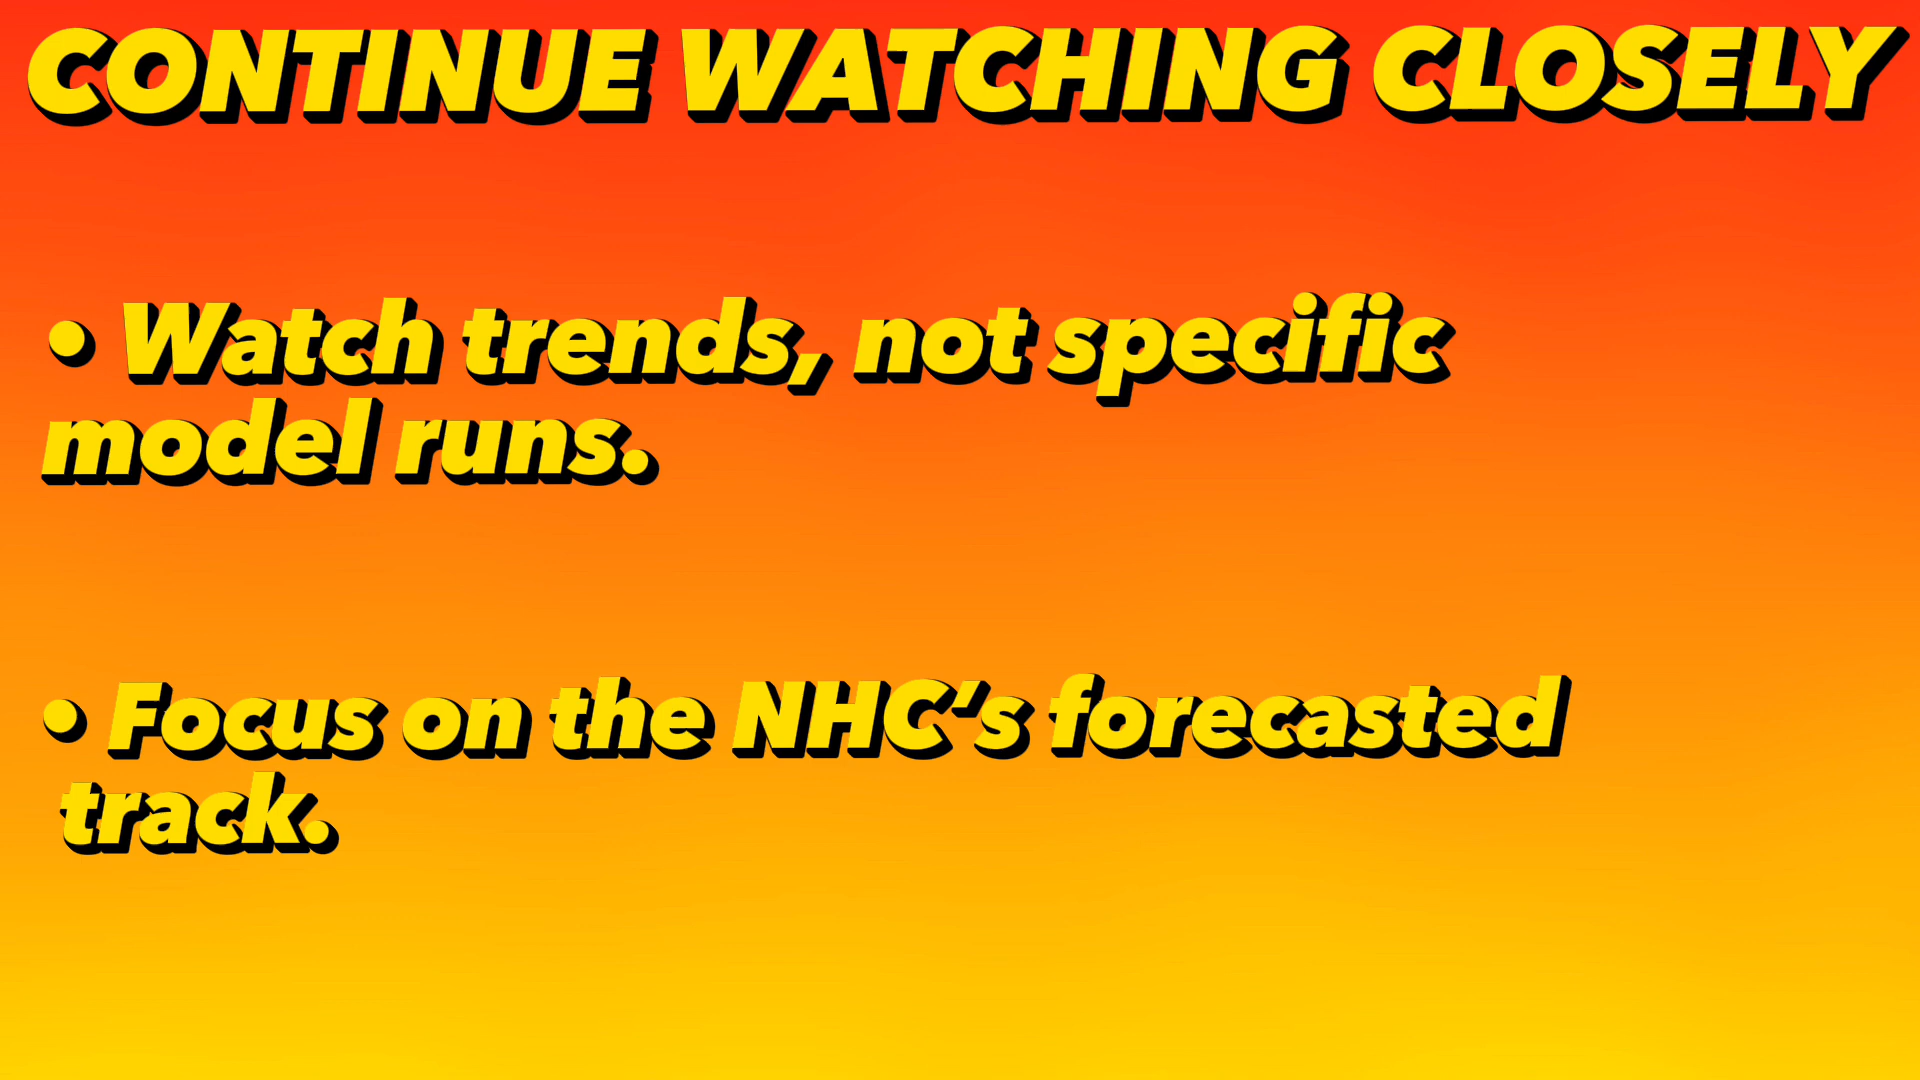 CONTINUE WATCHING CLOSELY
• Watch trends, not specific
model runs.
• Focus on the NHC’s forecasted
track.